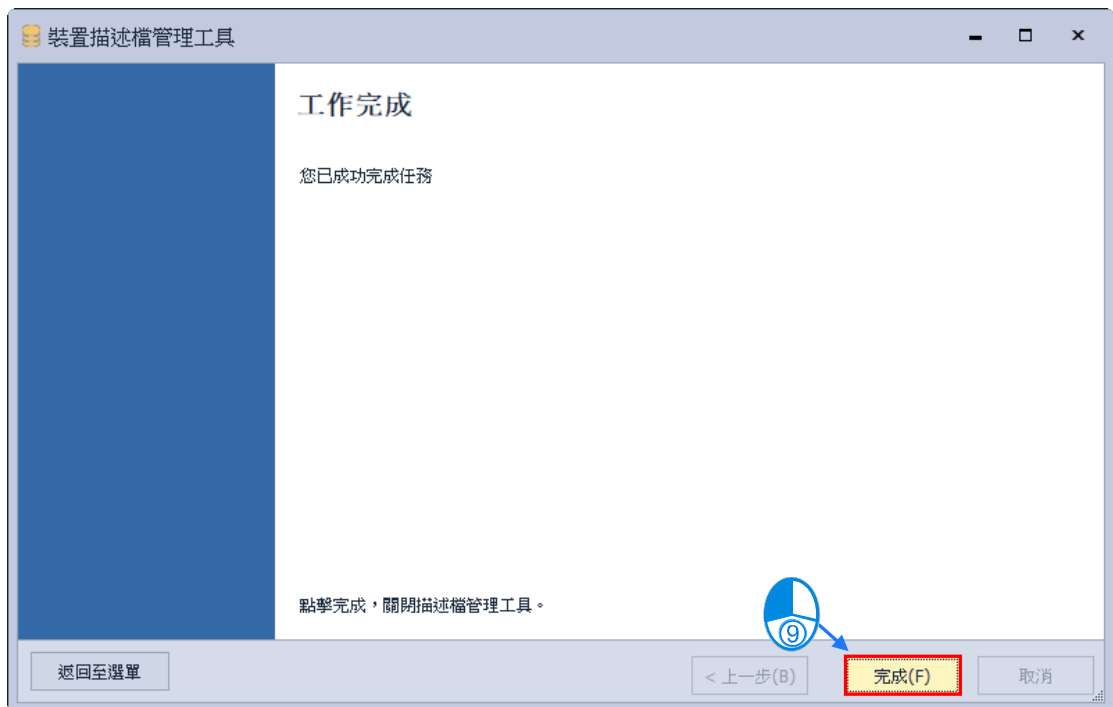 裝置描述檔管理工具
工作完成
您已成功完成任務
點擊完成，關閉描述檔管理工具。
⑨
返回至選單
< 上一步(B)
完成(F)
取消